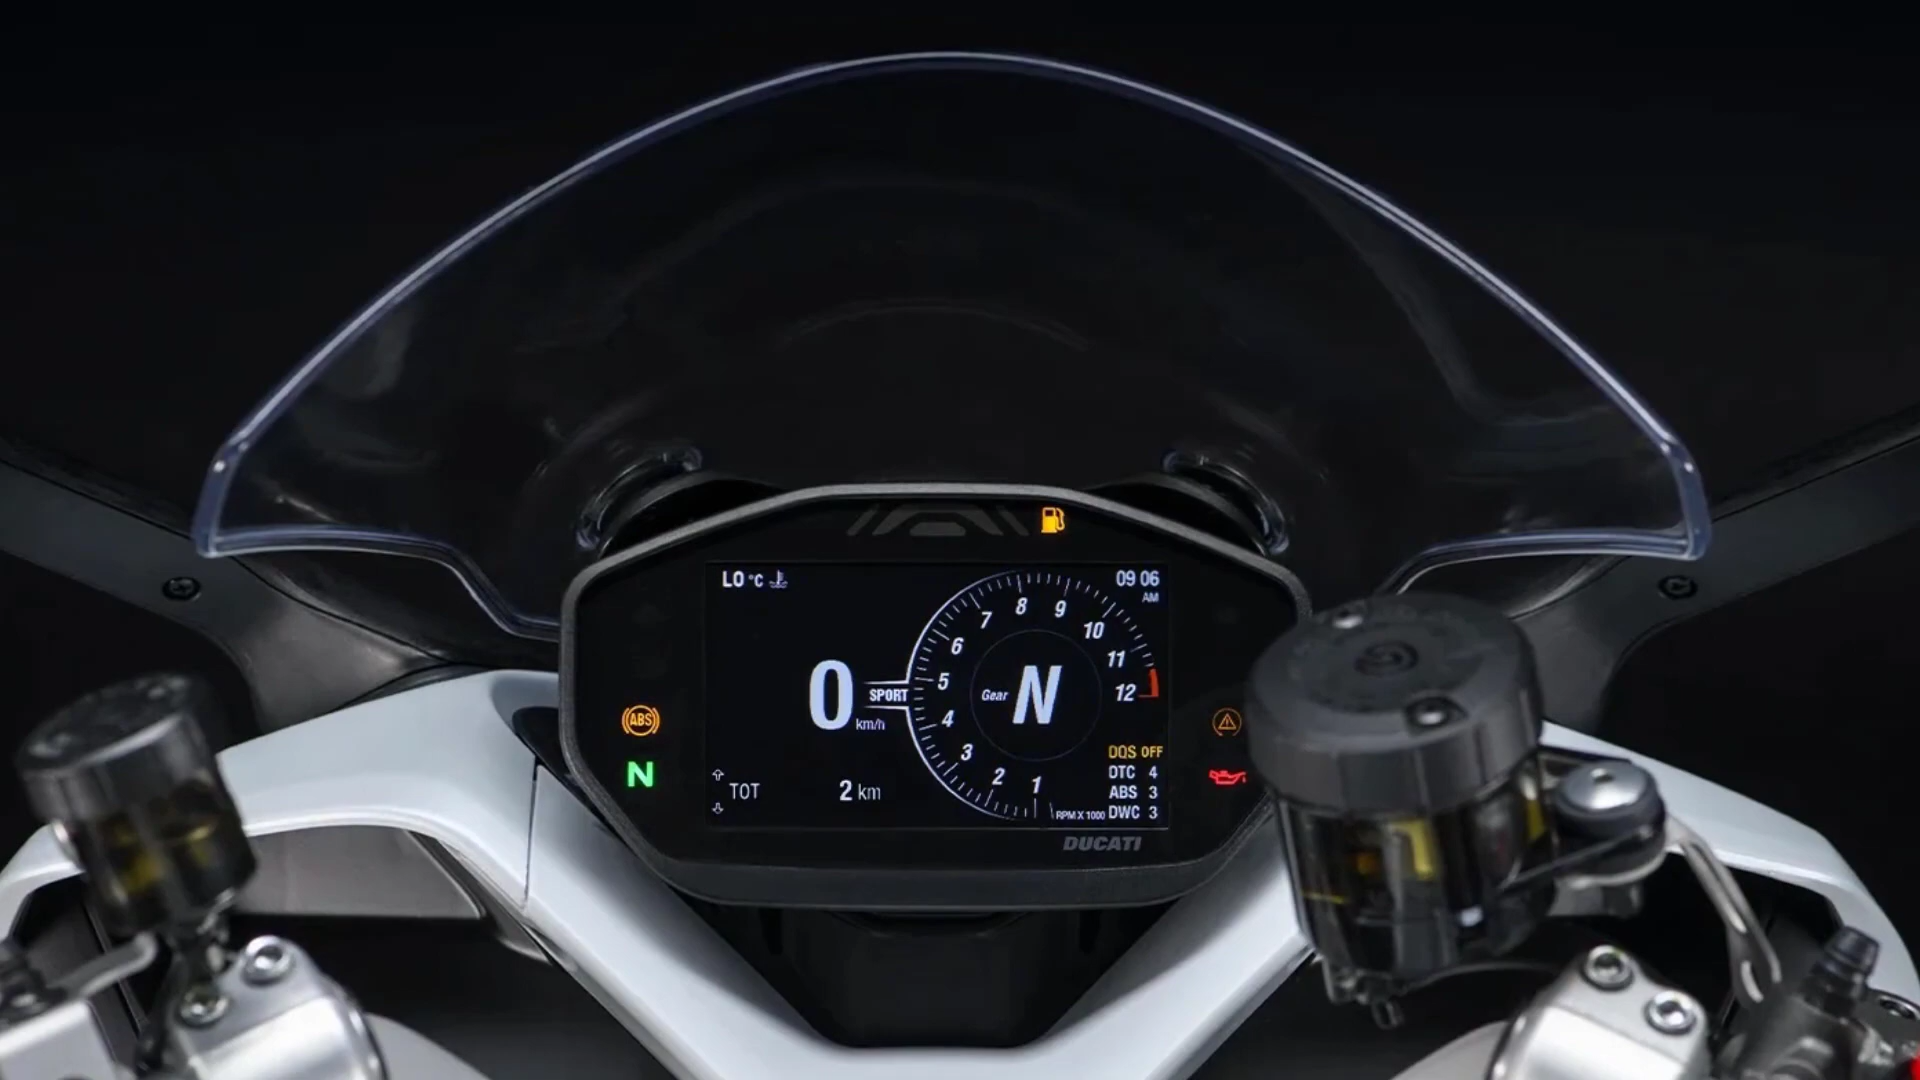 LO °C
09 06
AM
8
9
7
10
6
11
5
12
4
3
2
1
0
km/h
SPORT
Gear N
ABS
N
DQS OFF
DTC 4
ABS 3
DWC 3
TOT 2 km
RPM X 1000
DUCATI